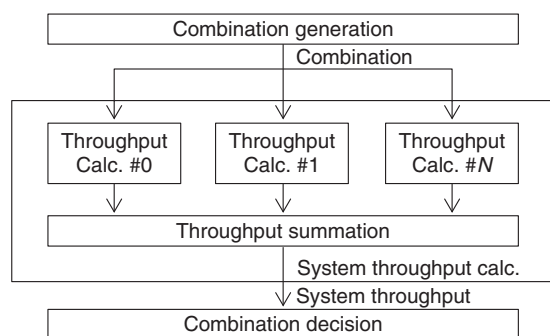 Combination generation
Combination
Throughput
Calc. #0
Throughput
Calc. #1
Throughput
Calc. #N
Throughput summation
System throughput calc.
System throughput
Combination decision